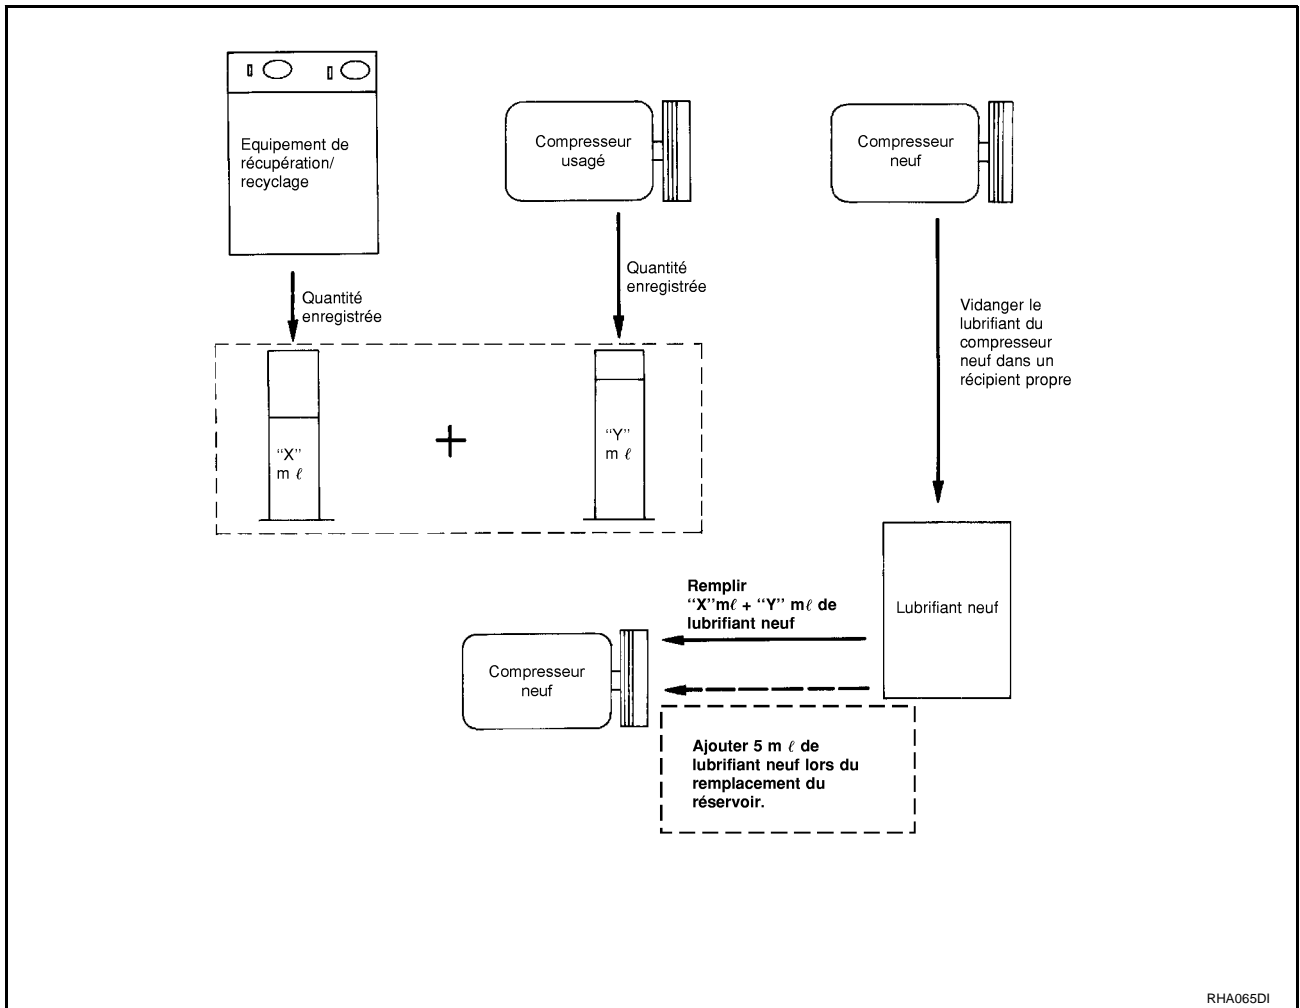 Equipement de
récupération/
recyclage
Compresseur
usagé
Compresseur
neuf
Quantité
enregistrée
Quantité
enregistrée
Vidanger le
lubrifiant du
compresseur
neuf dans un
récipient propre
“X”
m ℓ
+
“Y”
m ℓ
Remplir
“X”mℓ + “Y” mℓ de
lubrifiant neuf
Lubrifiant neuf
Compresseur
neuf
Ajouter 5 m ℓ de
lubrifiant neuf lors du
remplacement du
réservoir.
RHA065DI